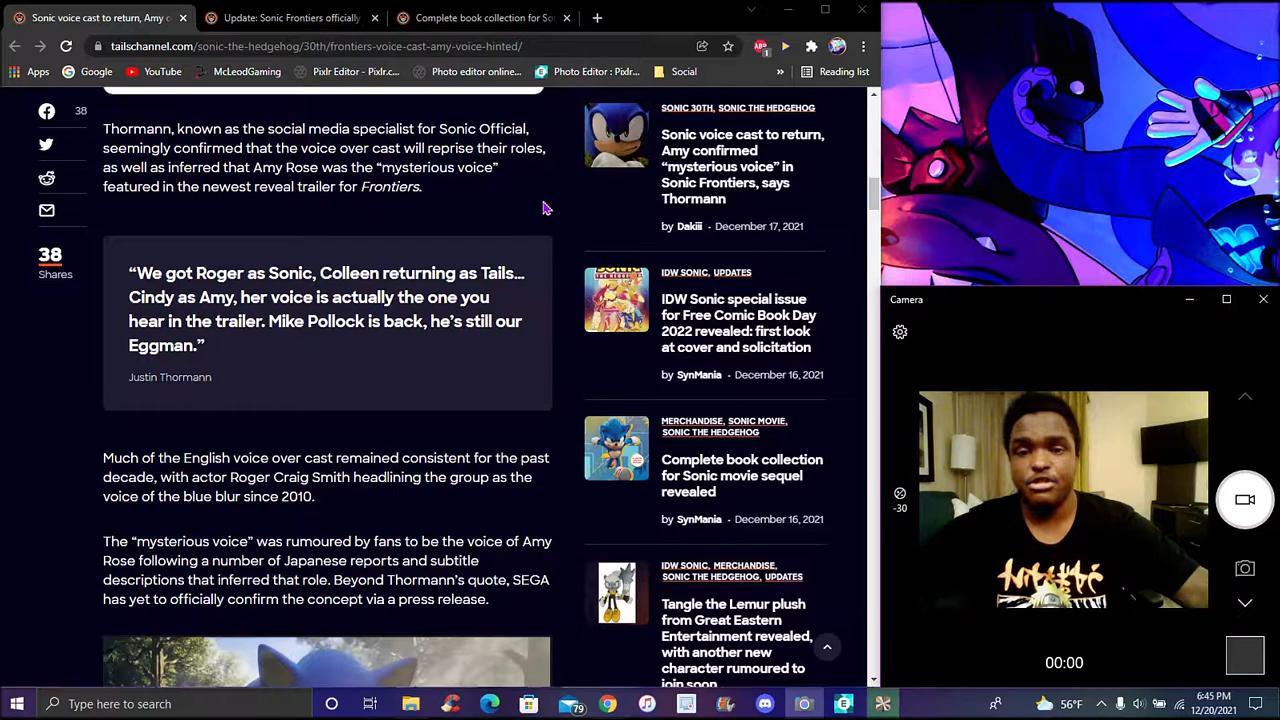 Sonic voice cast to return, Amy c
Update: Sonic Frontiers officially
Complete book collection for So
tailschannel.com/sonic-the-hedgehog/30th/frontiers-voice-cast-amy-voice-hinted/
Apps
Google
YouTube
McLeodGaming
Pixlr Editor - Pixlr.c...
Photo editor online...
Photo Editor : Pixlr...
Social
»
Reading list
38
Thormann, known as the social media specialist for Sonic Official,
seemingly confirmed that the voice over cast will reprise their roles,
as well as inferred that Amy Rose was the “mysterious voice”
featured in the newest reveal trailer for Frontiers.
38
Shares
“We got Roger as Sonic, Colleen returning as Tails...
Cindy as Amy, her voice is actually the one you
hear in the trailer. Mike Pollock is back, he’s still our
Eggman.”
Justin Thormann
Much of the English voice over cast remained consistent for the past
decade, with actor Roger Craig Smith headlining the group as the
voice of the blue blur since 2010.
The “mysterious voice” was rumoured by fans to be the voice of Amy
Rose following a number of Japanese reports and subtitle
descriptions that inferred that role. Beyond Thormann’s quote, SEGA
has yet to officially confirm the concept via a press release.
SONIC 30TH, SONIC THE HEDGEHOG
Sonic voice cast to return,
Amy confirmed
“mysterious voice” in
Sonic Frontiers, says
Thormann
by Dakiii - December 17, 2021
IDW SONIC, UPDATES
IDW Sonic special issue
for Free Comic Book Day
2022 revealed: first look
at cover and solicitation
by SynMania - December 16, 2021
MERCHANDISE, SONIC MOVIE,
SONIC THE HEDGEHOG
Complete book collection
for Sonic movie sequel
revealed
by SynMania - December 16, 2021
IDW SONIC, MERCHANDISE,
SONIC THE HEDGEHOG, UPDATES
Tangle the Lemur plush
from Great Eastern
Entertainment revealed,
with another new
character rumoured to
join soon
Camera
-30
00:00
Type here to search
79
56°F
6:45 PM
12/20/2021